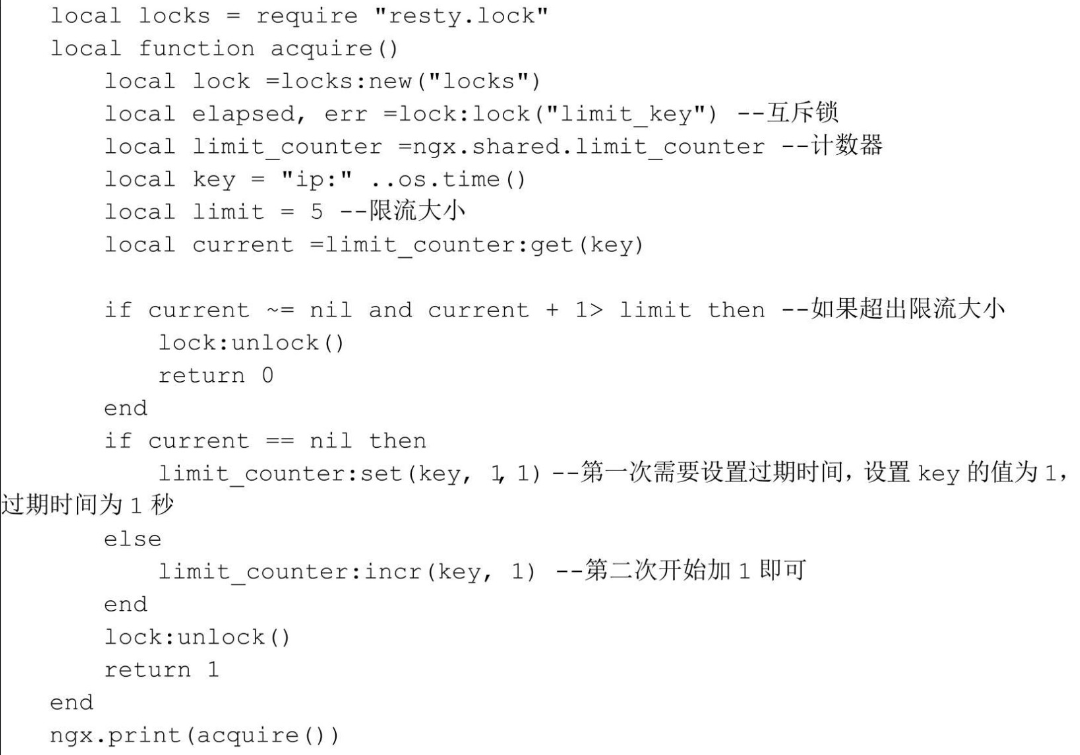 local locks = require "resty.lock"
local function acquire()
    local lock =locks:new("locks")
    local elapsed, err =lock:lock("limit_key") --互斥锁
    local limit_counter =ngx.shared.limit_counter --计数器
    local key = "ip:" ..os.time()
    local limit = 5 --限流大小
    local current =limit_counter:get(key)

    if current ~= nil and current + 1> limit then --如果超出限流大小
        lock:unlock()
        return 0
    end
    if current == nil then
        limit_counter:set(key, 1, 1) --第一次需要设置过期时间，设置 key 的值为 1，
过期时间为 1 秒
    else
        limit_counter:incr(key, 1) --第二次开始加 1 即可
    end
    lock:unlock()
    return 1
end
ngx.print(acquire())